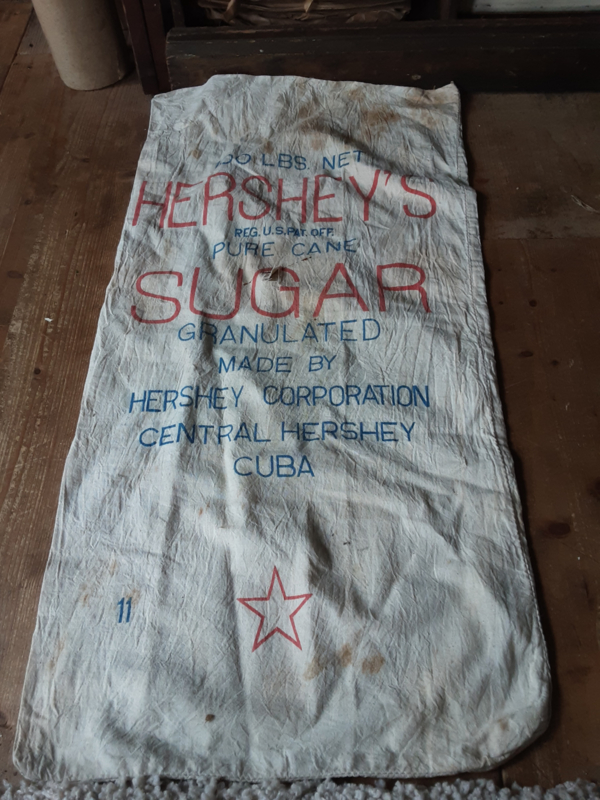 LBS. NET
HERSHEY'S
REG. U.S. PAT. OFF.
PURE CANE
SUGAR
GRANULATED
MADE BY
HERSHEY CORPORATION
CENTRAL HERSHEY
CUBA
11